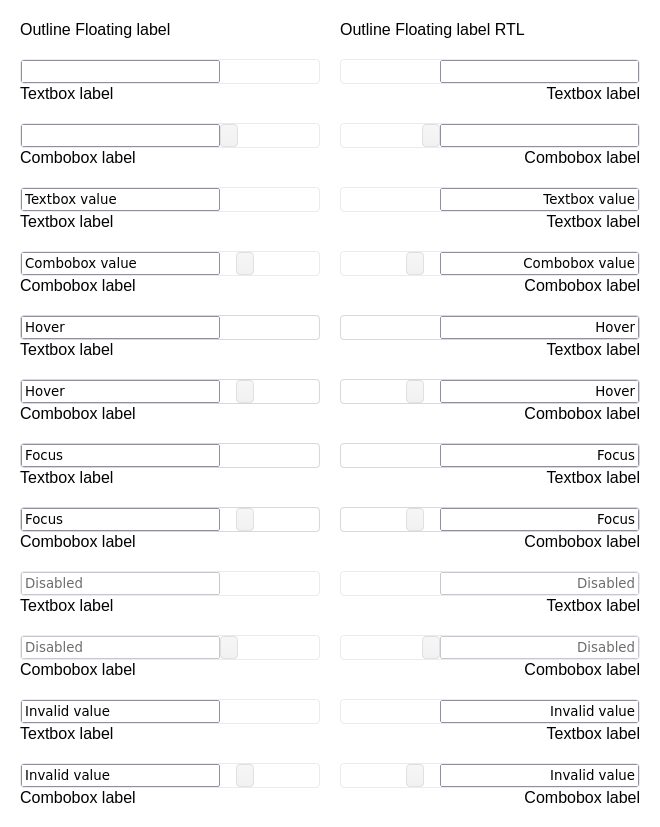 Outline Floating label
Outline Floating label RTL
Textbox label
Textbox label
Combobox label
Combobox label
Textbox value
Textbox value
Textbox label
Textbox label
Combobox value
Combobox value
Combobox label
Combobox label
Hover
Hover
Textbox label
Textbox label
Hover
Hover
Combobox label
Combobox label
Focus
Focus
Textbox label
Textbox label
Focus
Focus
Combobox label
Combobox label
Disabled
Disabled
Textbox label
Textbox label
Disabled
Disabled
Combobox label
Combobox label
Invalid value
Invalid value
Textbox label
Textbox label
Invalid value
Invalid value
Combobox label
Combobox label